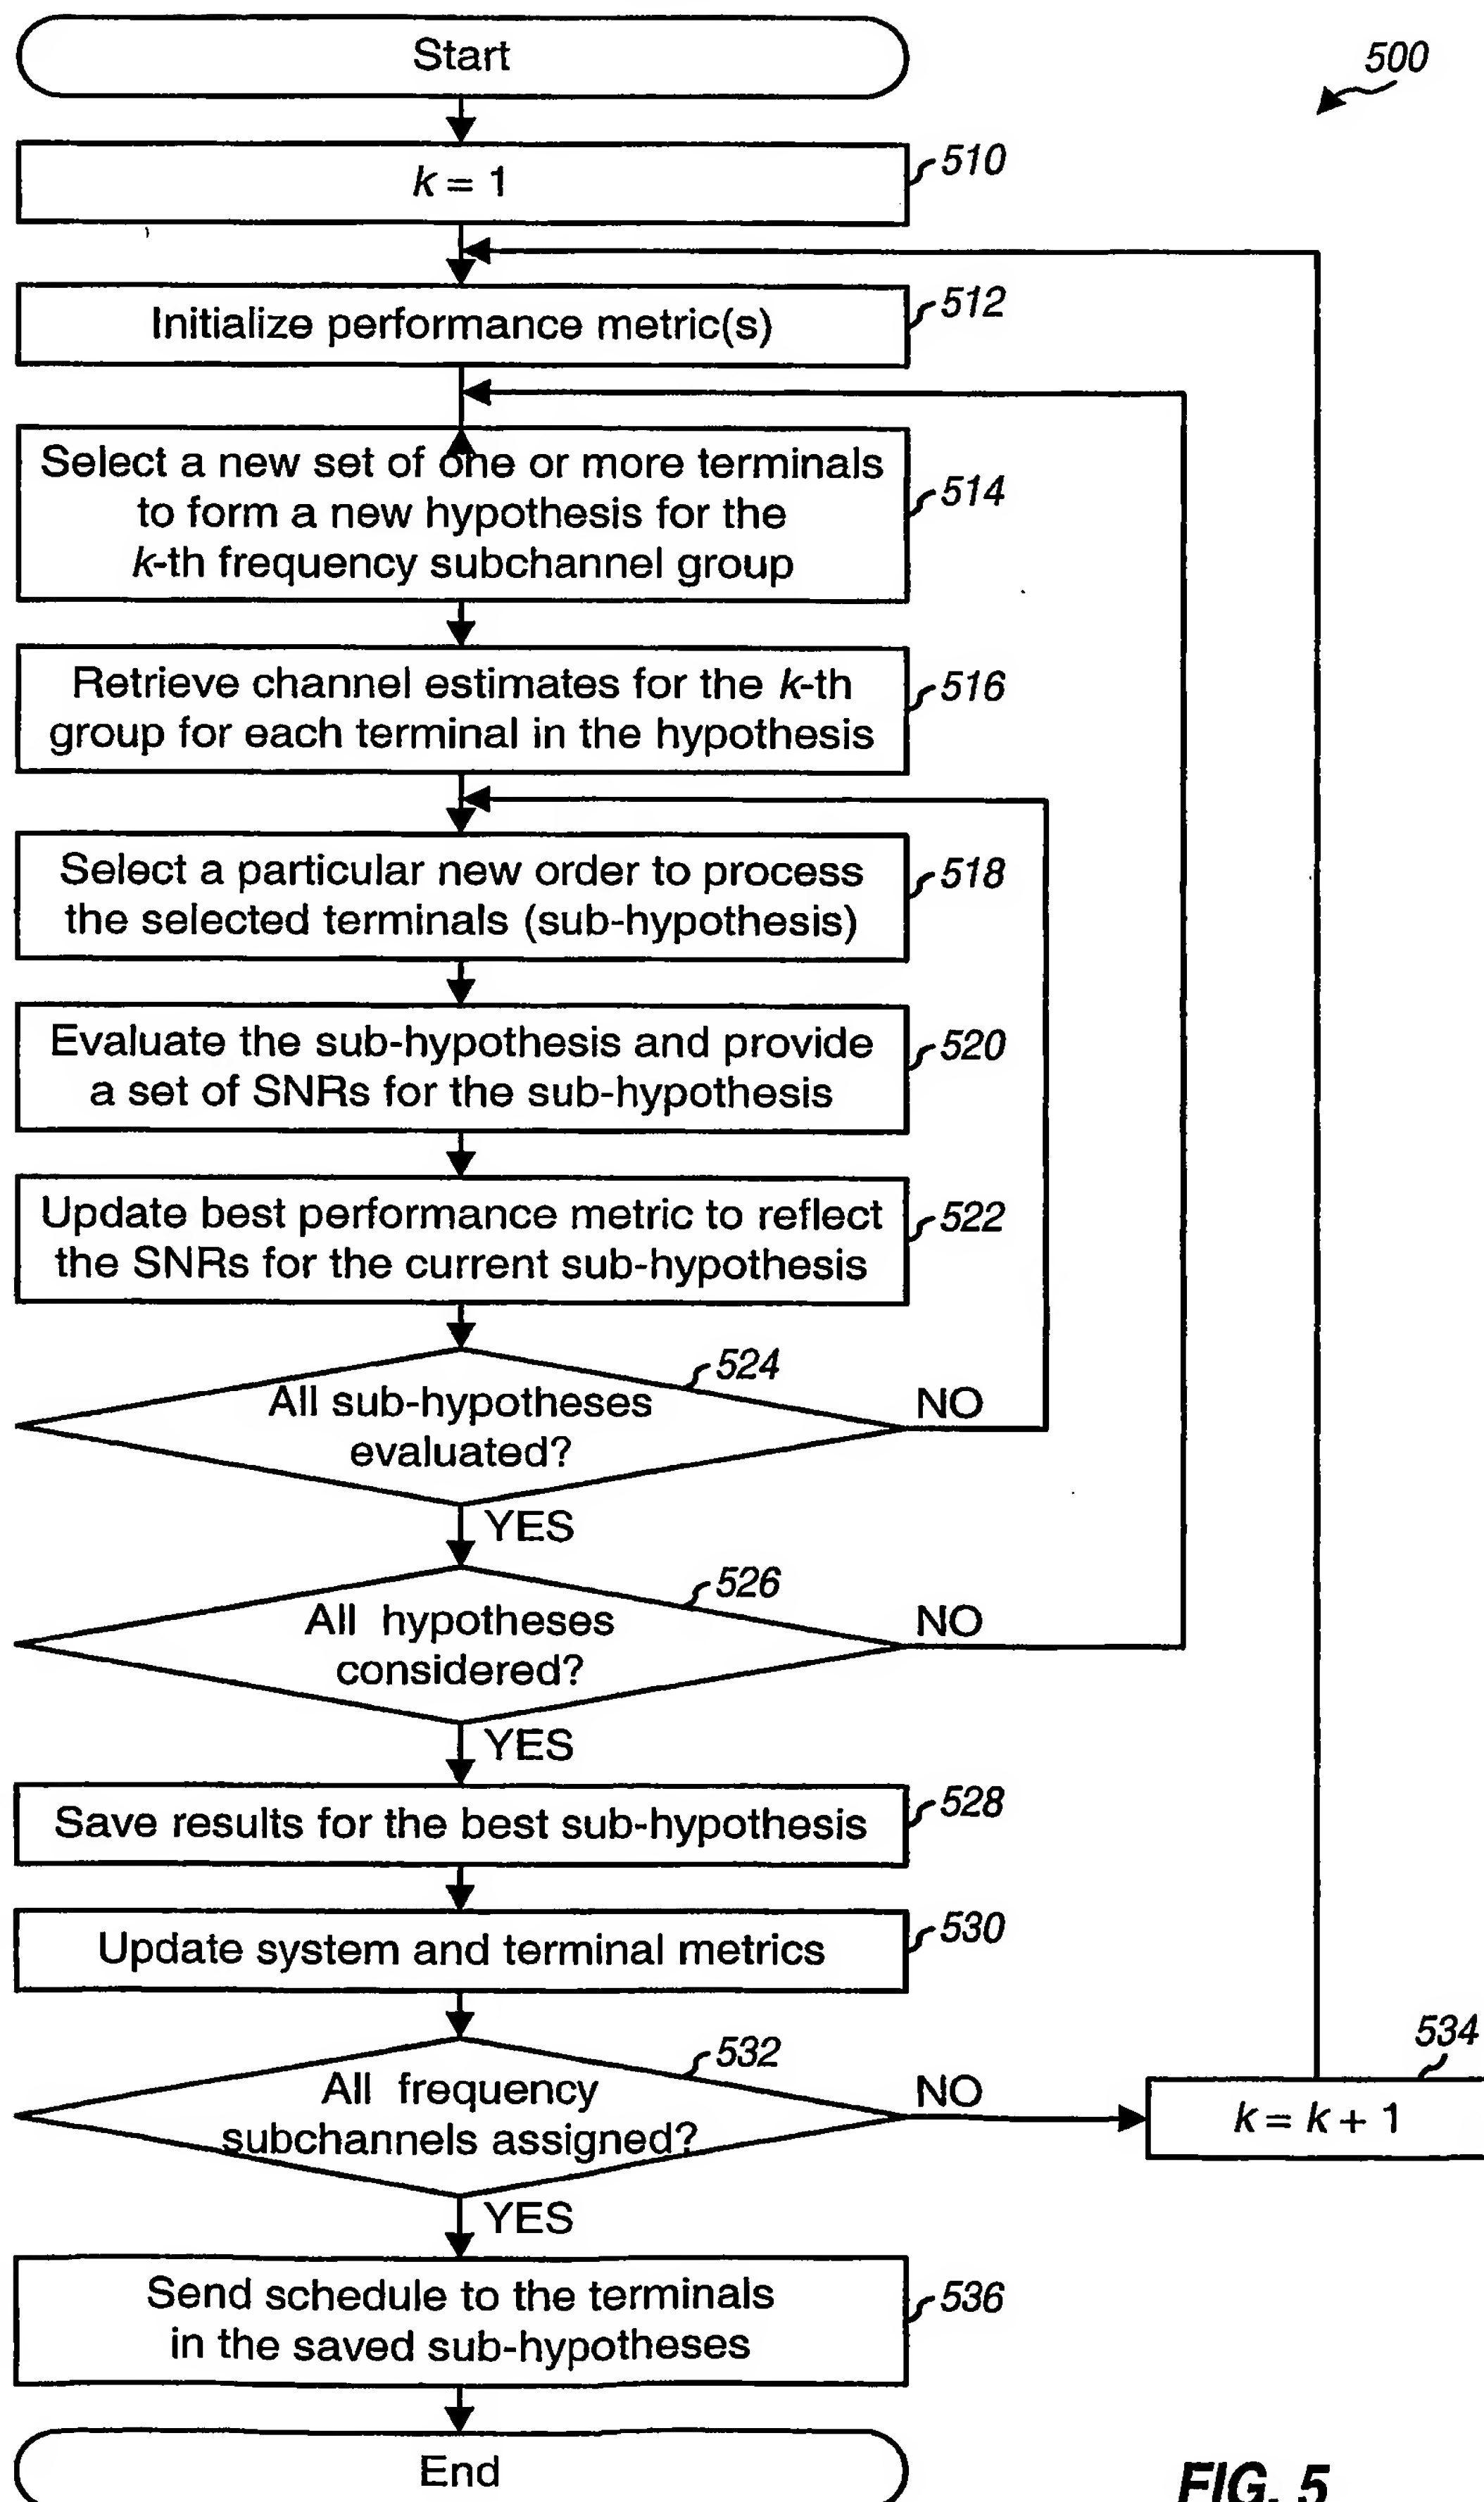 Start
500
k = 1
510
Initialize performance metric(s)
512
Select a new set of one or more terminals
to form a new hypothesis for the
k-th frequency subchannel group
514
Retrieve channel estimates for the k-th
group for each terminal in the hypothesis
516
Select a particular new order to process
the selected terminals (sub-hypothesis)
518
Evaluate the sub-hypothesis and provide
a set of SNRs for the sub-hypothesis
520
Update best performance metric to reflect
the SNRs for the current sub-hypothesis
522
524
All sub-hypotheses
evaluated?
NO
YES
526
All hypotheses
considered?
NO
YES
Save results for the best sub-hypothesis
528
Update system and terminal metrics
530
532
All frequency
subchannels assigned?
NO
534
k = k + 1
YES
Send schedule to the terminals
in the saved sub-hypotheses
536
End
FIG. 5